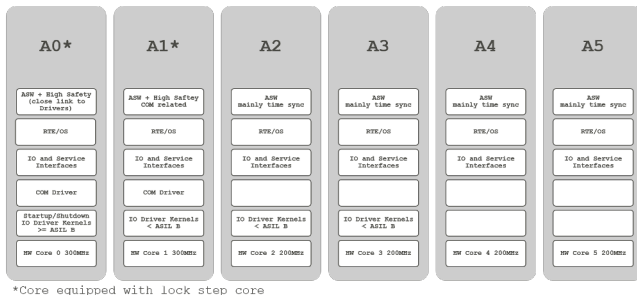 A0*
ASW + High Safety
(close link to
Drivers)
RTE/OS
IO and Service
Interfaces
COM Driver
Startup/Shutdown
IO Driver Kernels
>= ASIL B
HW Core 0 300MHz
A1*
ASW + High Saftey
COM related
RTE/OS
IO and Service
Interfaces
COM Driver
IO Driver Kernels
< ASIL B
HW Core 1 300MHz
A2
ASW
mainly time sync
RTE/OS
IO and Service
Interfaces
IO Driver Kernels
< ASIL B
HW Core 2 200MHz
A3
ASW
mainly time sync
RTE/OS
IO and Service
Interfaces
IO Driver Kernels
< ASIL B
HW Core 3 200MHz
A4
ASW
mainly time sync
RTE/OS
IO and Service
Interfaces
HW Core 4 200MHz
A5
ASW
mainly time sync
RTE/OS
IO and Service
Interfaces
HW Core 5 200MHz
*Core equipped with lock step core